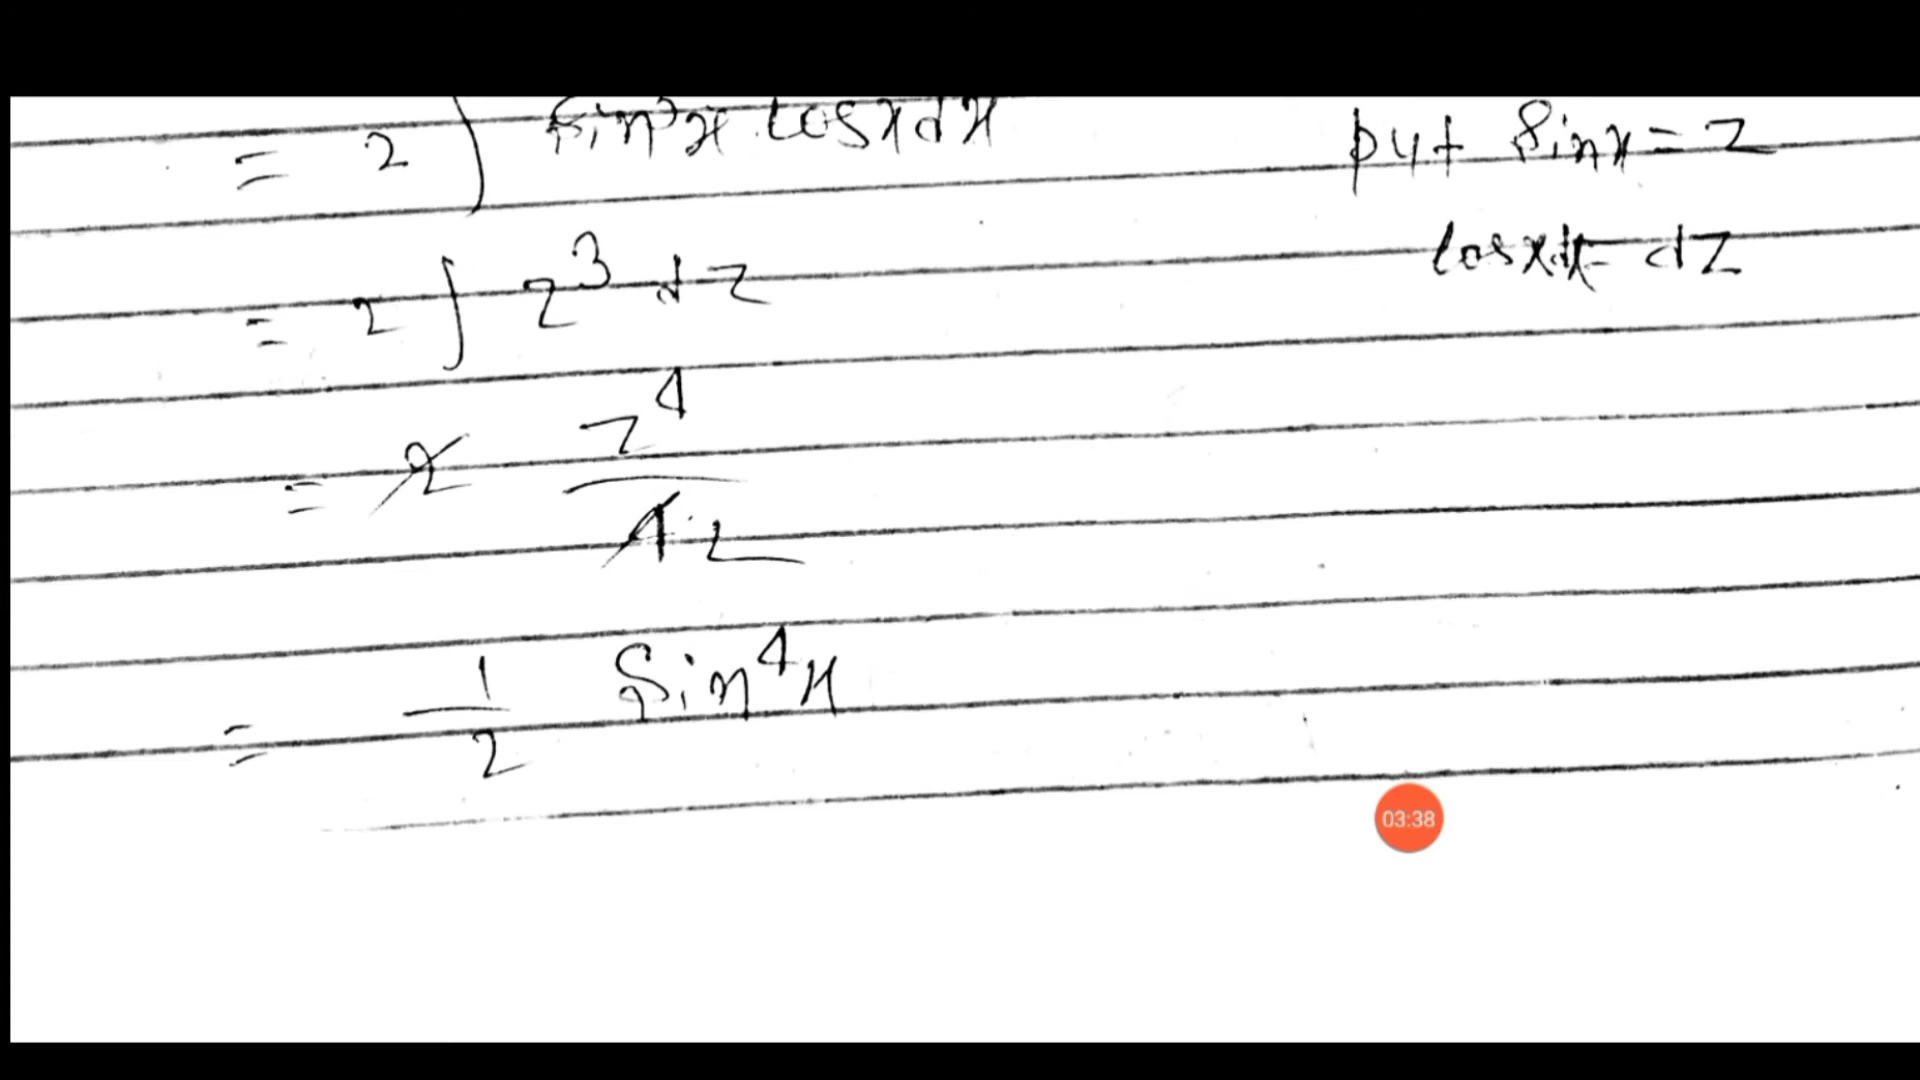 = 2 ∫ sin³x cosx dx put sinx = z
cosx dx = dz
= 2 ∫ z³ dz
= 2 z⁴/4 2
= 1/2 sin⁴x
03:38